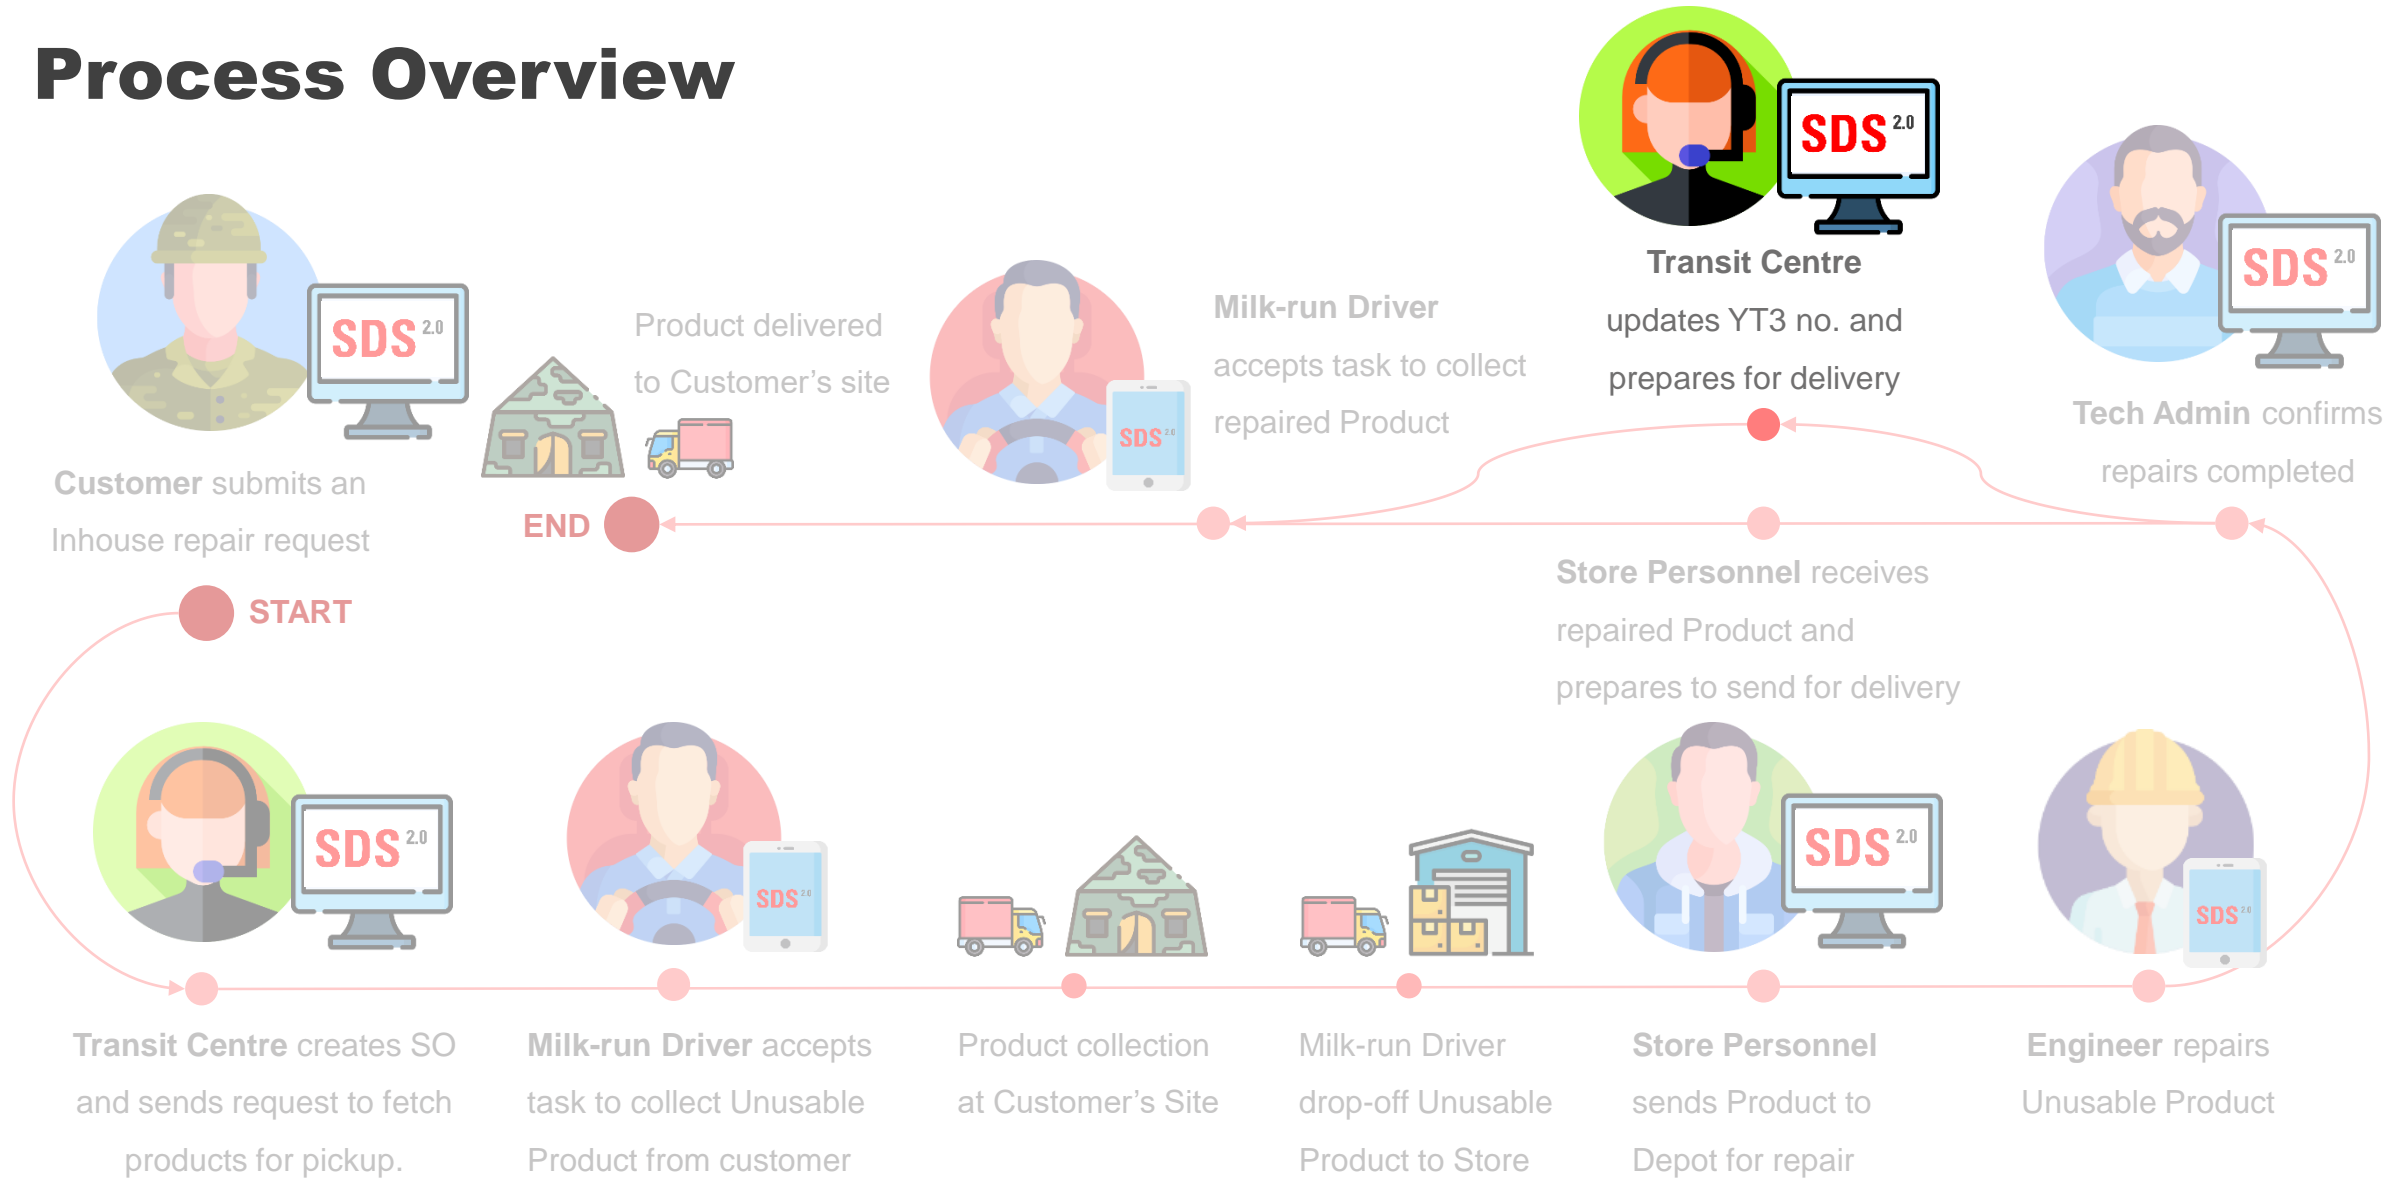 Process Overview
SDS 2.0
Customer submits an
Inhouse repair request
START
SDS 2.0
Transit Centre creates SO
and sends request to fetch
products for pickup.
SDS 2.0
Milk-run Driver accepts
task to collect Unusable
Product from customer
Product collection
at Customer’s Site
Milk-run Driver
drop-off Unusable
Product to Store
SDS 2.0
Store Personnel
sends Product to
Depot for repair
SDS 2.0
Engineer repairs
Unusable Product
SDS 2.0
Tech Admin confirms
repairs completed
SDS 2.0
Transit Centre
updates YT3 no. and
prepares for delivery
Store Personnel receives
repaired Product and
prepares to send for delivery
SDS 2.0
Milk-run Driver
accepts task to collect
repaired Product
Product delivered
to Customer’s site
END